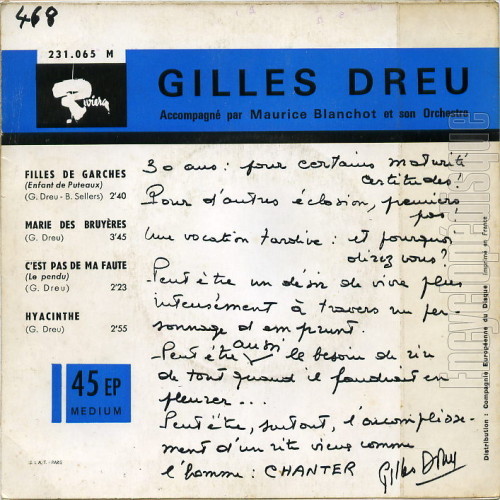 468
231.065 M
Riviera
GILLES DREU
Accompagné par Maurice Blanchot et son Orchestre
FILLES DE GARCHES
(Enfant de Puteaux)
(G. Dreu - B. Sellers) 2'40
MARIE DES BRUYÈRES
(G. Dreu) 3'45
C'EST PAS DE MA FAUTE
(Le pendu)
(G. Dreu) 2'23
HYACINTHE
(G. Dreu) 2'55
45 EP
MEDIUM
D.I.A.T. - PARIS
30 ans : pour certains maturité
certitudes !
Pour d'autres éclosion, premiers
pas
Une vocation tardive : et pourquoi
direz vous ?
- Peut être un désir de vivre plus
intensément à travers un per-
sonnage d'emprunt.
- Peut être aussi le besoin de rire
de tout quand il faudrait en
pleurer ...
Peut être, surtout, l'accomplisse-
ment d'un rite vieux comme
l'homme : CHANTER
Gilles Dreu
Distribution : Compagnie Européenne du Disque (Imprimé en France)
Encyclopédisque